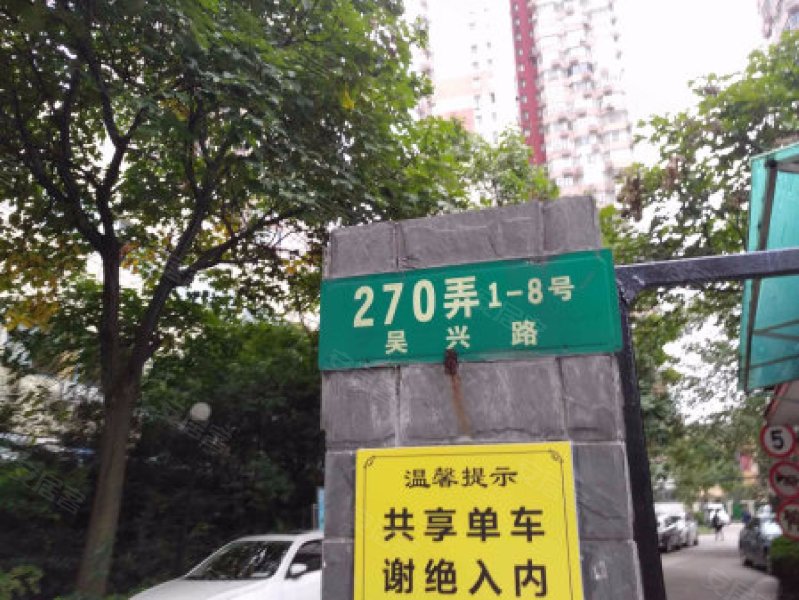 270弄1-8号
吴兴路
温馨提示
共享单车
谢绝入内
5